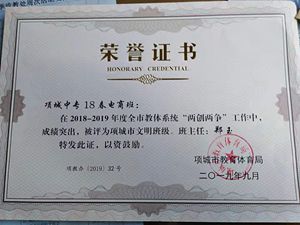 荣誉证书
HONORARY CREDENTIAL
项城中专18春电商班：
在2018-2019年度全市教体系统“两创两争”工作中，
成绩突出，被评为项城市文明班级。班主任：郑玉
特发此证，以资鼓励。
项教办（2019）32号
项城市教育体育局
二〇一九年九月